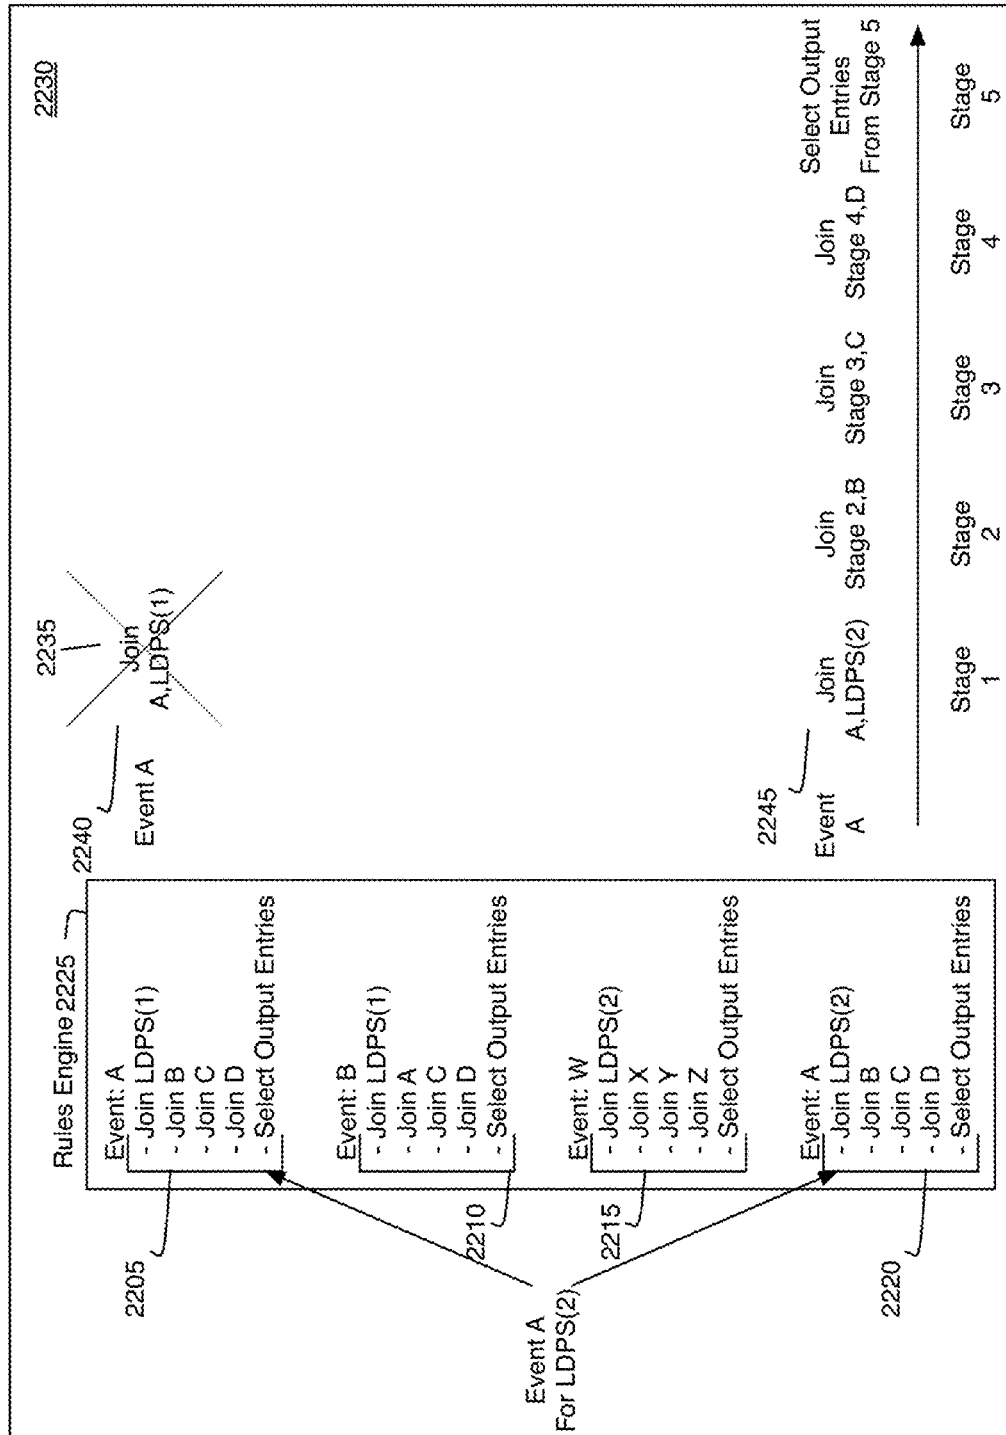 2230
Rules Engine 2225
Event: A
- Join LDPS(1)
- Join B
- Join C
- Join D
- Select Output Entries
2205
Event: B
- Join LDPS(1)
- Join A
- Join C
- Join D
- Select Output Entries
2210
Event: W
- Join LDPS(2)
- Join X
- Join Y
- Join Z
- Select Output Entries
2215
Event: A
- Join LDPS(2)
- Join B
- Join C
- Join D
- Select Output Entries
2220
Event A
For LDPS(2)
2240
Event A
2235
Join
A,LDPS(1)
2245
Event
A
Join
A,LDPS(2)
Join
Stage 2,B
Join
Stage 3,C
Join
Stage 4,D
Select Output
Entries
From Stage 5
Stage
1
Stage
2
Stage
3
Stage
4
Stage
5